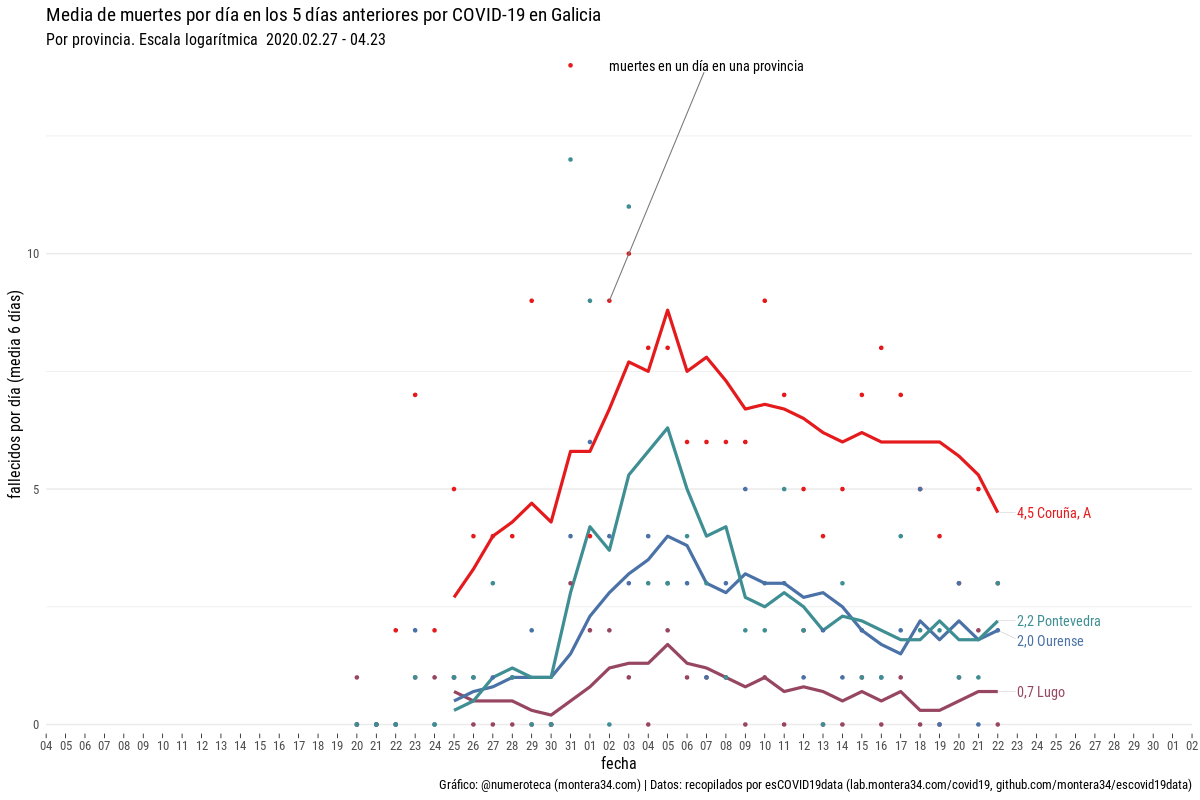 Media de muertes por día en los 5 días anteriores por COVID-19 en Galicia
Por provincia. Escala logarítmica  2020.02.27 - 04.23
muertes en un día en una provincia
fallecidos por día (media 6 días)
10
5
0
4,5 Coruña, A
2,2 Pontevedra
2,0 Ourense
0,7 Lugo
04 05 06 07 08 09 10 11 12 13 14 15 16 17 18 19 20 21 22 23 24 25 26 27 28 29 30 31 01 02 03 04 05 06 07 08 09 10 11 12 13 14 15 16 17 18 19 20 21 22 23 24 25 26 27 28 29 30 01 02
fecha
Gráfico: @numeroteca (montera34.com) | Datos: recopilados por esCOVID19data (lab.montera34.com/covid19, github.com/montera34/escovid19data)